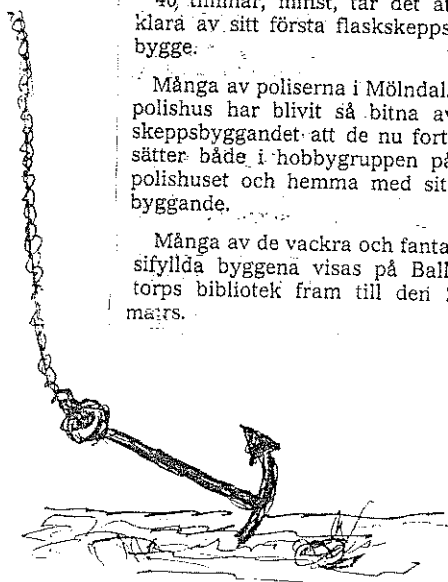 40 timmar, minst, tar det at
klara av sitt första flaskskepps
bygge.
Många av poliserna i Mölndal
polishus har blivit så bitna av
skeppsbyggandet att de nu fort
sätter både i hobbygruppen på
polishuset och hemma med sit
byggande.
Många av de vackra och fanta
sifyllda byggena visas på Ball
torps bibliotek fram till den
mars.